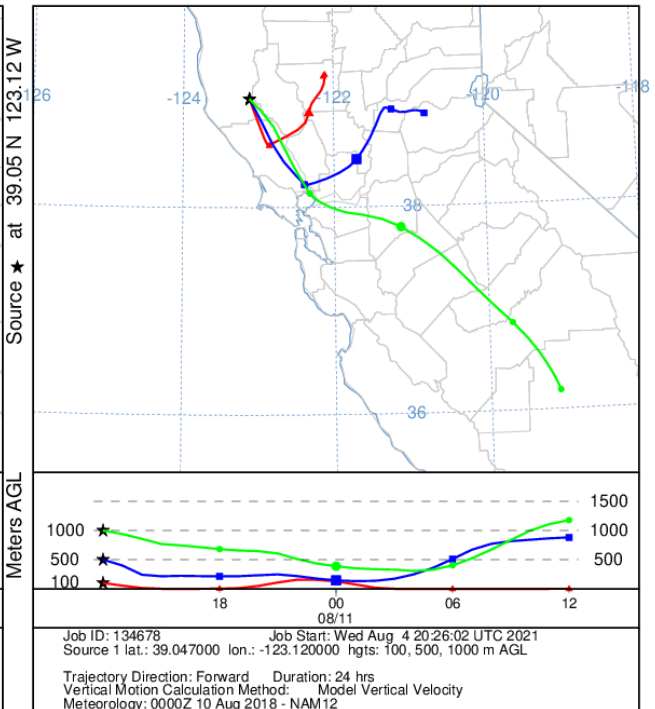 Source ★ at 39.05 N 123.12 W
126
-124
122
-120
-118
38
36
Meters AGL
1500
1000
1000
500
500
100
18
00
06
12
08/11
Job ID: 134678 Job Start: Wed Aug 4 20:26:02 UTC 2021
Source 1 lat.: 39.047000 lon.: -123.120000 hgts: 100, 500, 1000 m AGL
Trajectory Direction: Forward Duration: 24 hrs
Vertical Motion Calculation Method: Model Vertical Velocity
Meteorology: 0000Z 10 Aug 2018 - NAM12